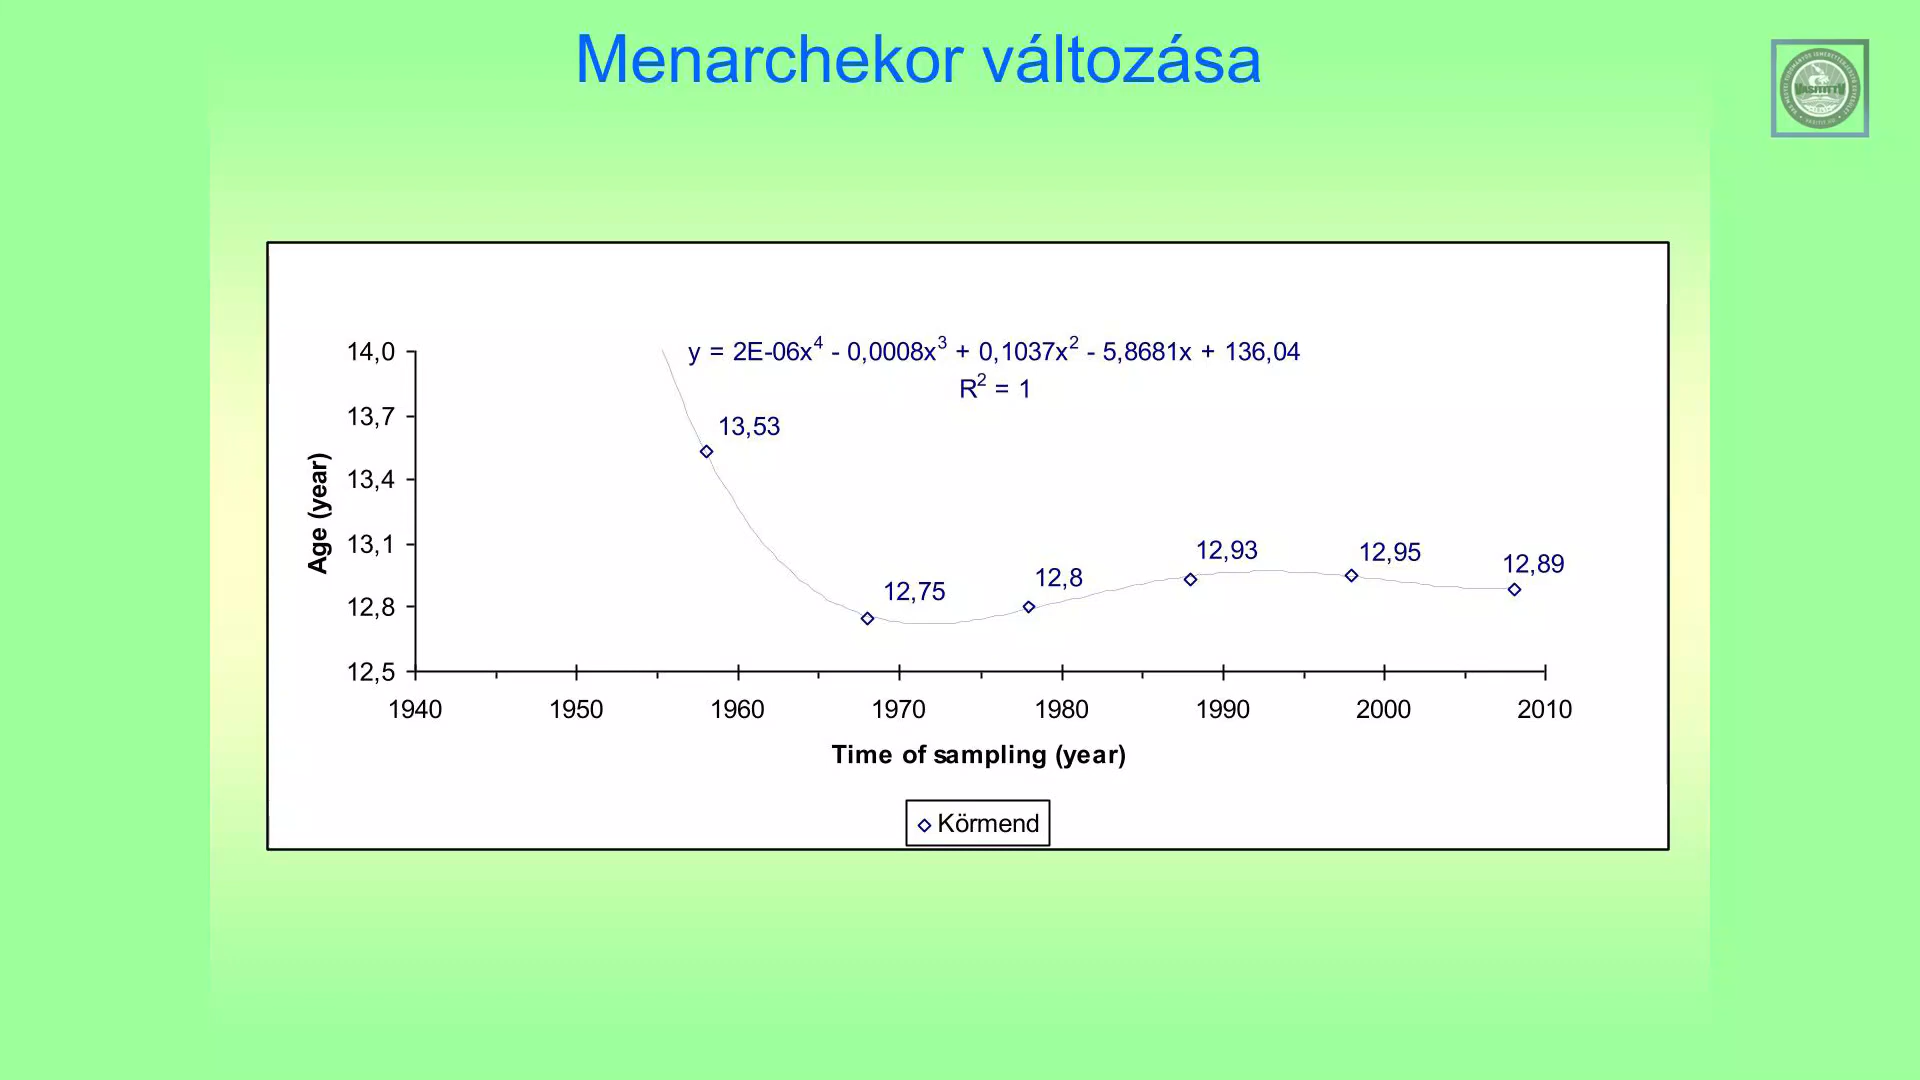 Menarchekor változása
VASITITTV
y = 2E-06x⁴ - 0,0008x³ + 0,1037x² - 5,8681x + 136,04
R² = 1
14,0
13,7
13,4
13,1
12,8
12,5
Age (year)
13,53
12,75
12,8
12,93
12,95
12,89
1940 1950 1960 1970 1980 1990 2000 2010
Time of sampling (year)
Körmend